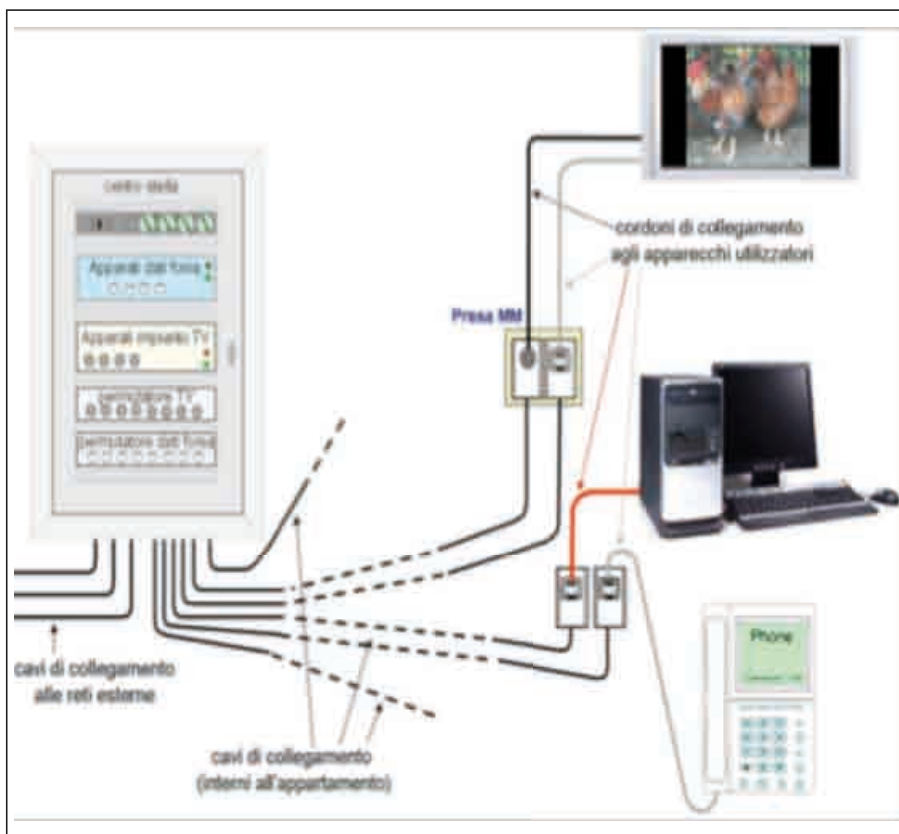 centro stella
Apparati dati fonia
Apparati impianto TV
permutatore TV
permutatore dati fonia
cordoni di collegamento
agli apparecchi utilizzatori
Presa MM
Phone
cavi di collegamento
alle reti esterne
cavi di collegamento
(interni all'appartamento)